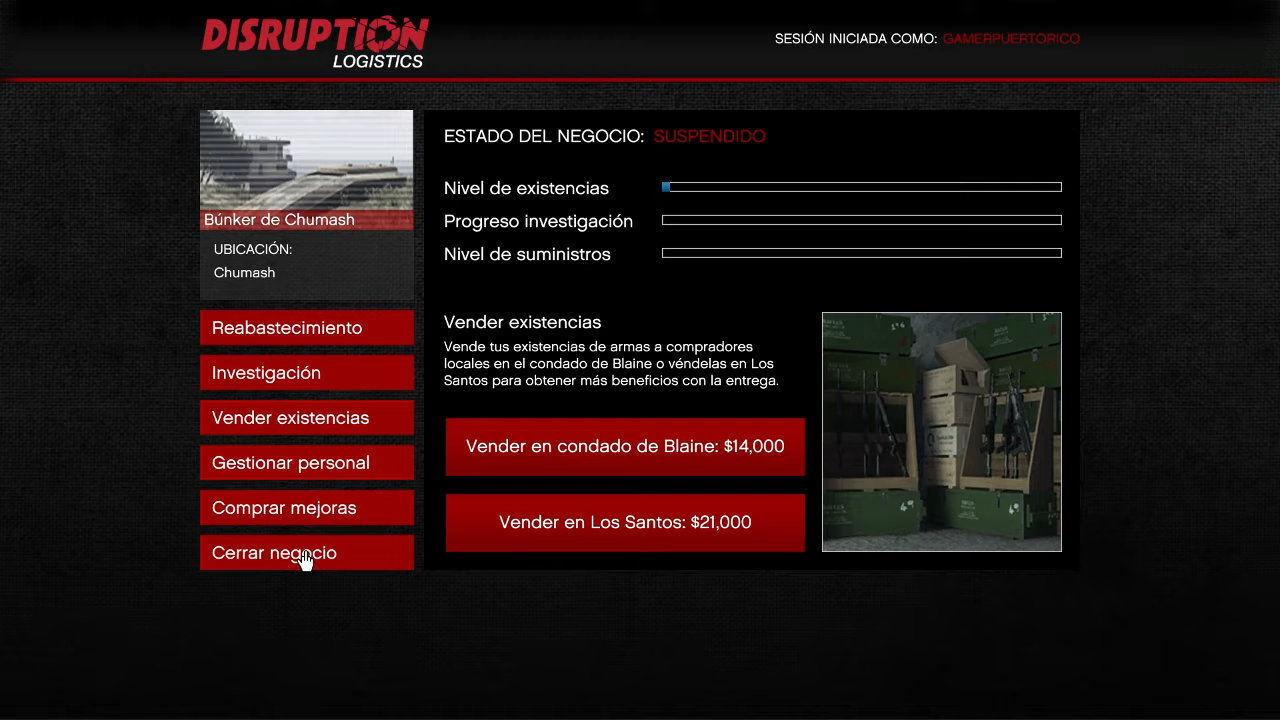 DISRUPTION
LOGISTICS
SESIÓN INICIADA COMO: GAMERPUERTORICO
Búnker de Chumash
UBICACIÓN:
Chumash
Reabastecimiento
Investigación
Vender existencias
Gestionar personal
Comprar mejoras
Cerrar negocio
ESTADO DEL NEGOCIO: SUSPENDIDO
Nivel de existencias
Progreso investigación
Nivel de suministros
Vender existencias
Vende tus existencias de armas a compradores
locales en el condado de Blaine o véndelas en Los
Santos para obtener más beneficios con la entrega.
Vender en condado de Blaine: $14,000
Vender en Los Santos: $21,000